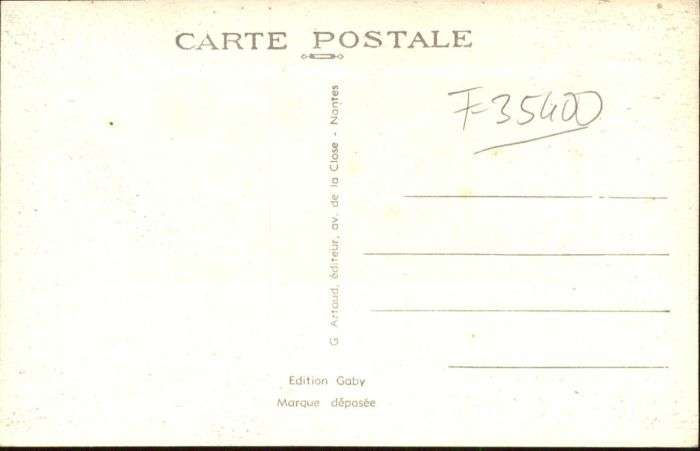 CARTE POSTALE
F-35400
G. Artaud, éditeur, av. de la Close - Nantes
Edition Gaby
Marque déposée